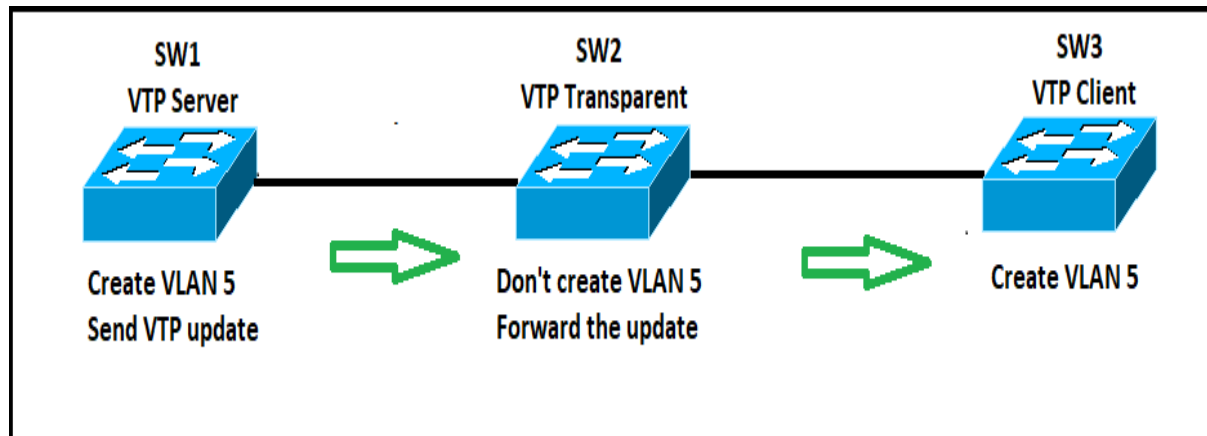 SW1
VTP Server
SW2
VTP Transparent
SW3
VTP Client
Create VLAN 5
Send VTP update
Don't create VLAN 5
Forward the update
Create VLAN 5